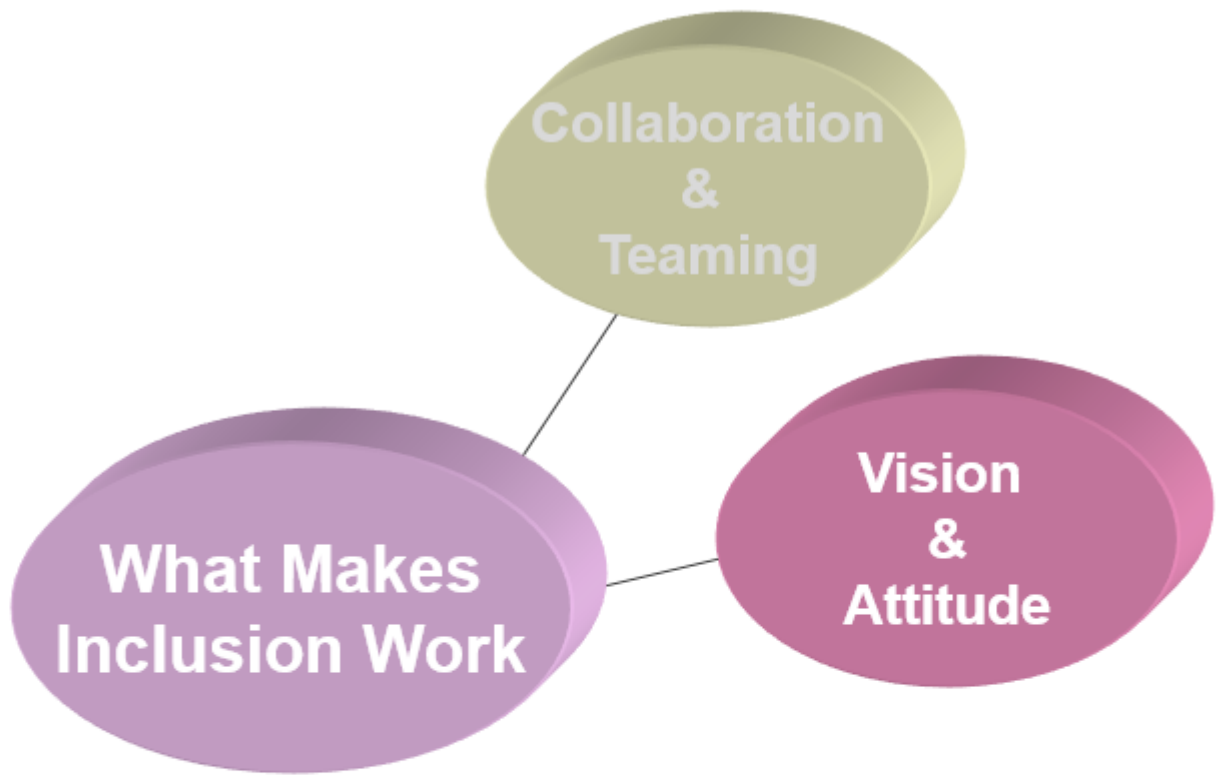 Collaboration
&
Teaming
Vision
&
Attitude
What Makes
Inclusion Work